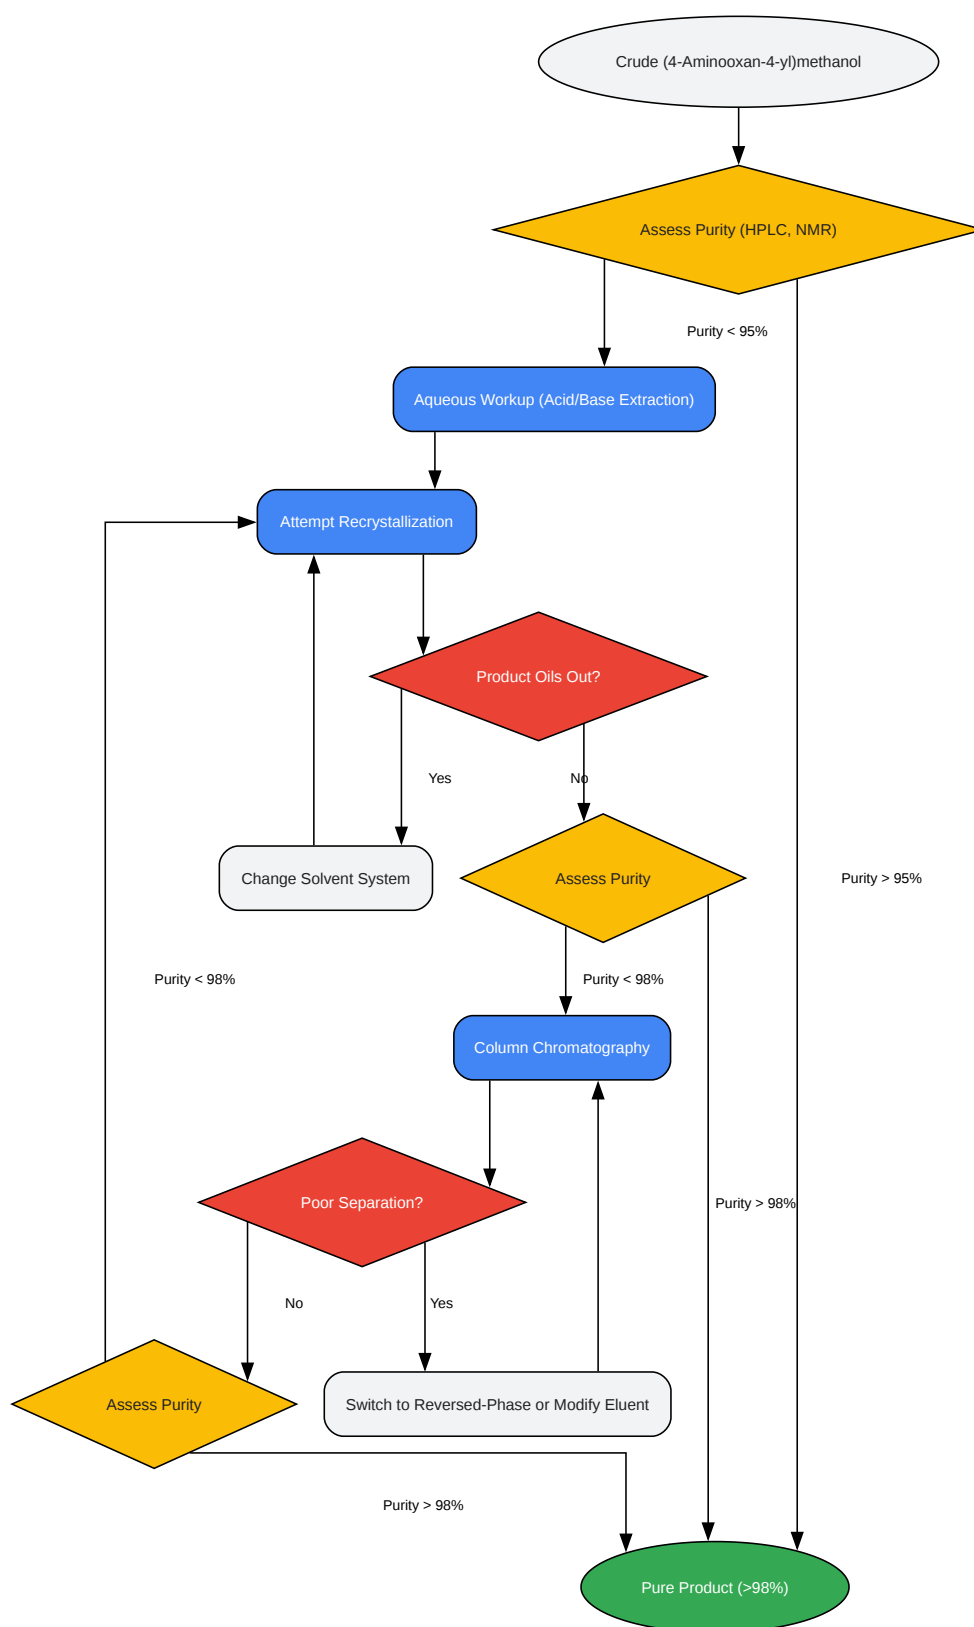 Crude (4-Aminooxan-4-yl)methanol
Assess Purity (HPLC, NMR)
Purity < 95%
Aqueous Workup (Acid/Base Extraction)
Attempt Recrystallization
Product Oils Out?
Yes
No
Change Solvent System
Assess Purity
Purity > 95%
Purity < 98%
Purity < 98%
Column Chromatography
Poor Separation?
Purity > 98%
No
Yes
Assess Purity
Switch to Reversed-Phase or Modify Eluent
Purity > 98%
Pure Product (>98%)